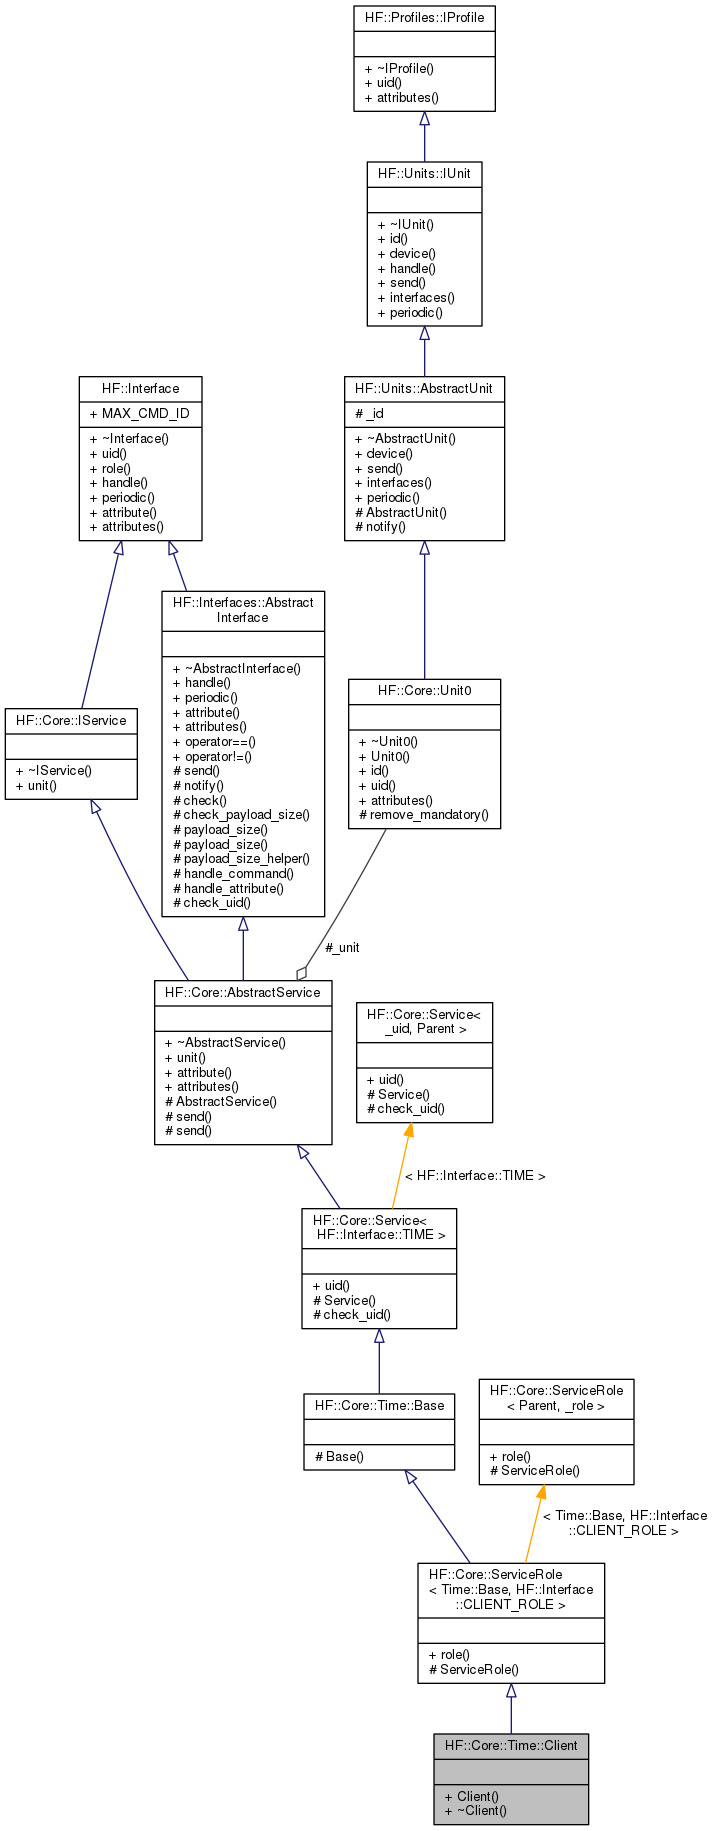 HF::Profiles::IProfile
+ ~IProfile()
+ uid()
+ attributes()
HF::Units::IUnit
+ ~IUnit()
+ id()
+ device()
+ handle()
+ send()
+ interfaces()
+ periodic()
HF::Interface
+ MAX_CMD_ID
+ ~Interface()
+ uid()
+ role()
+ handle()
+ periodic()
+ attribute()
+ attributes()
HF::Units::AbstractUnit
# _id
+ ~AbstractUnit()
+ device()
+ send()
+ interfaces()
+ periodic()
# AbstractUnit()
# notify()
HF::Interfaces::Abstract
Interface
+ ~AbstractInterface()
+ handle()
+ periodic()
+ attribute()
+ attributes()
+ operator==()
+ operator!=()
# send()
# notify()
# check()
# check_payload_size()
# payload_size()
# payload_size()
# payload_size_helper()
# handle_command()
# handle_attribute()
# check_uid()
HF::Core::IService
+ ~IService()
+ unit()
HF::Core::Unit0
+ ~Unit0()
+ Unit0()
+ id()
+ uid()
+ attributes()
# remove_mandatory()
#_unit
HF::Core::AbstractService
+ ~AbstractService()
+ unit()
+ attribute()
+ attributes()
# AbstractService()
# send()
# send()
HF::Core::Service<
_uid, Parent >
+ uid()
# Service()
# check_uid()
< HF::Interface::TIME >
HF::Core::Service<
HF::Interface::TIME >
+ uid()
# Service()
# check_uid()
HF::Core::Time::Base
# Base()
HF::Core::ServiceRole
< Parent, _role >
+ role()
# ServiceRole()
< Time::Base, HF::Interface
::CLIENT_ROLE >
HF::Core::ServiceRole
< Time::Base, HF::Interface
::CLIENT_ROLE >
+ role()
# ServiceRole()
HF::Core::Time::Client
+ Client()
+ ~Client()